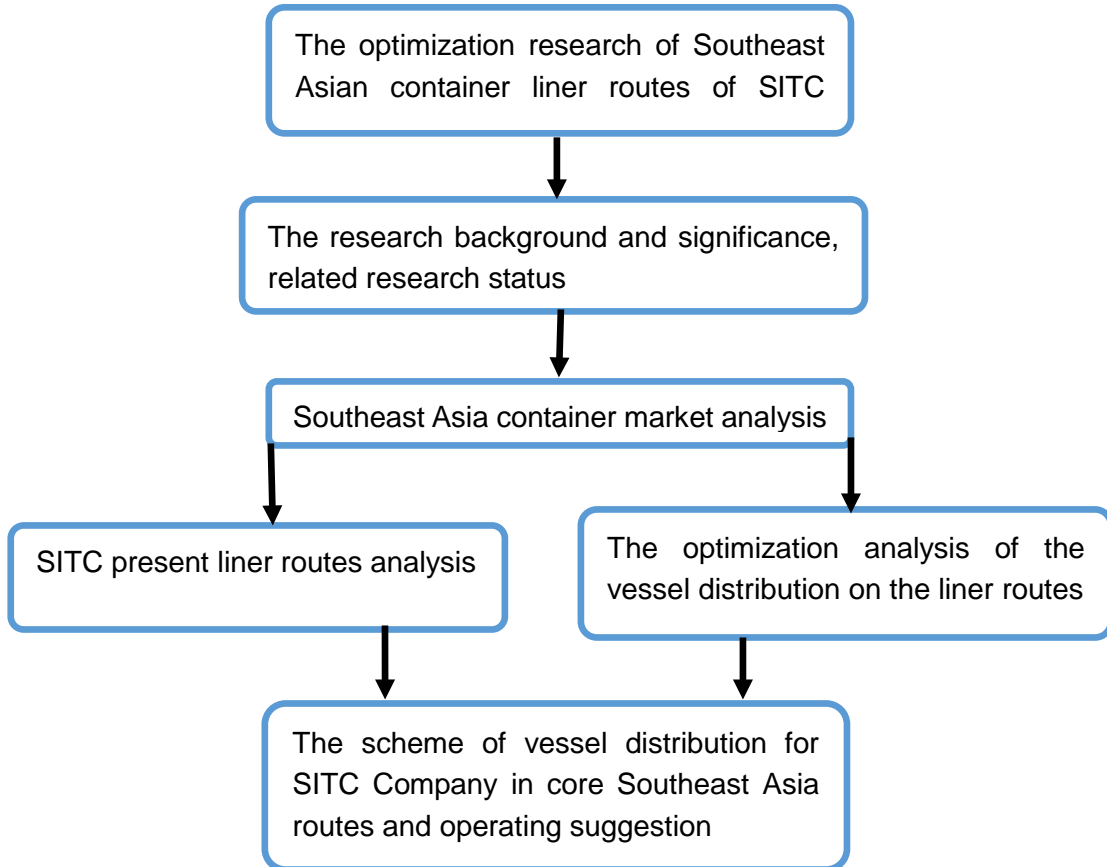 The optimization research of Southeast
Asian container liner routes of SITC
The research background and significance,
related research status
Southeast Asia container market analysis
SITC present liner routes analysis
The optimization analysis of the
vessel distribution on the liner routes
The scheme of vessel distribution for
SITC Company in core Southeast Asia
routes and operating suggestion